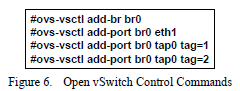 #ovs-vsctl add-br br0
#ovs-vsctl add-port br0 eth1
#ovs-vsctl add-port br0 tap0 tag=1
#ovs-vsctl add-port br0 tap0 tag=2
Figure 6. Open vSwitch Control Commands